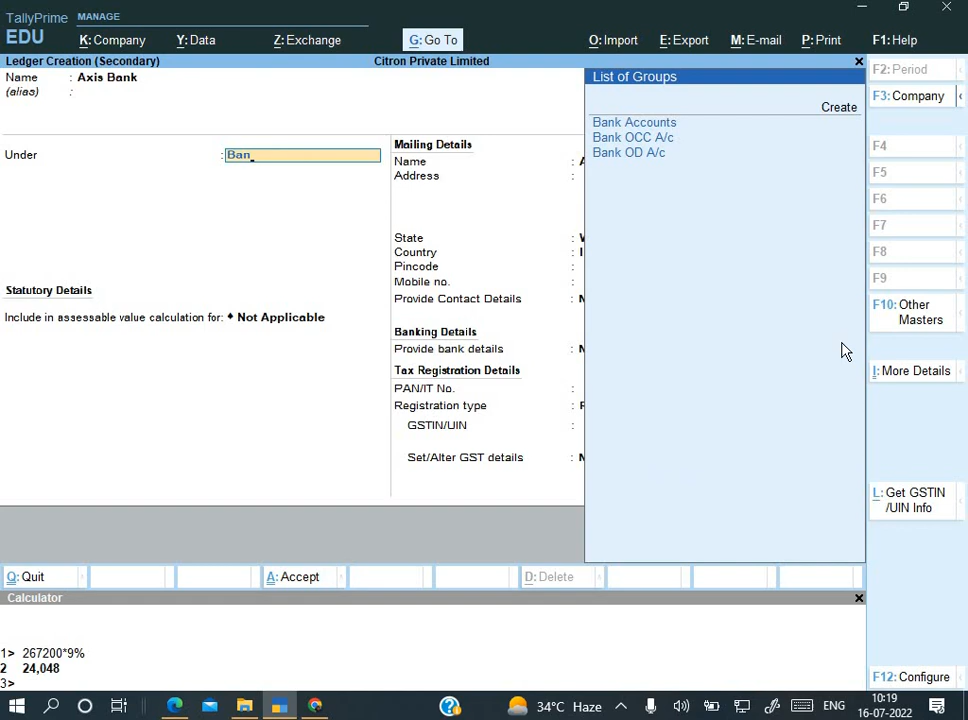 TallyPrime
MANAGE
EDU
K: Company
Y: Data
Z: Exchange
G: Go To
O: Import
E: Export
M: E-mail
P: Print
F1: Help
Ledger Creation (Secondary)
Citron Private Limited
Name : Axis Bank
(alias) :
Under : Ban
Statutory Details
Include in assessable value calculation for: ♦ Not Applicable
Mailing Details
Name :
Address :
State :
Country :
Pincode :
Mobile no. :
Provide Contact Details :
Banking Details
Provide bank details :
Tax Registration Details
PAN/IT No. :
Registration type :
GSTIN/UIN :
Set/Alter GST details :
List of Groups
Create
Bank Accounts
Bank OCC A/c
Bank OD A/c
F2: Period
F3: Company
F4
F5
F6
F7
F8
F9
F10: Other
Masters
I: More Details
L: Get GSTIN
/UIN Info
F12: Configure
Q: Quit
A: Accept
D: Delete
Calculator
1> 267200*9%
2 24,048
3>
34°C Haze
ENG
10:19
16-07-2022